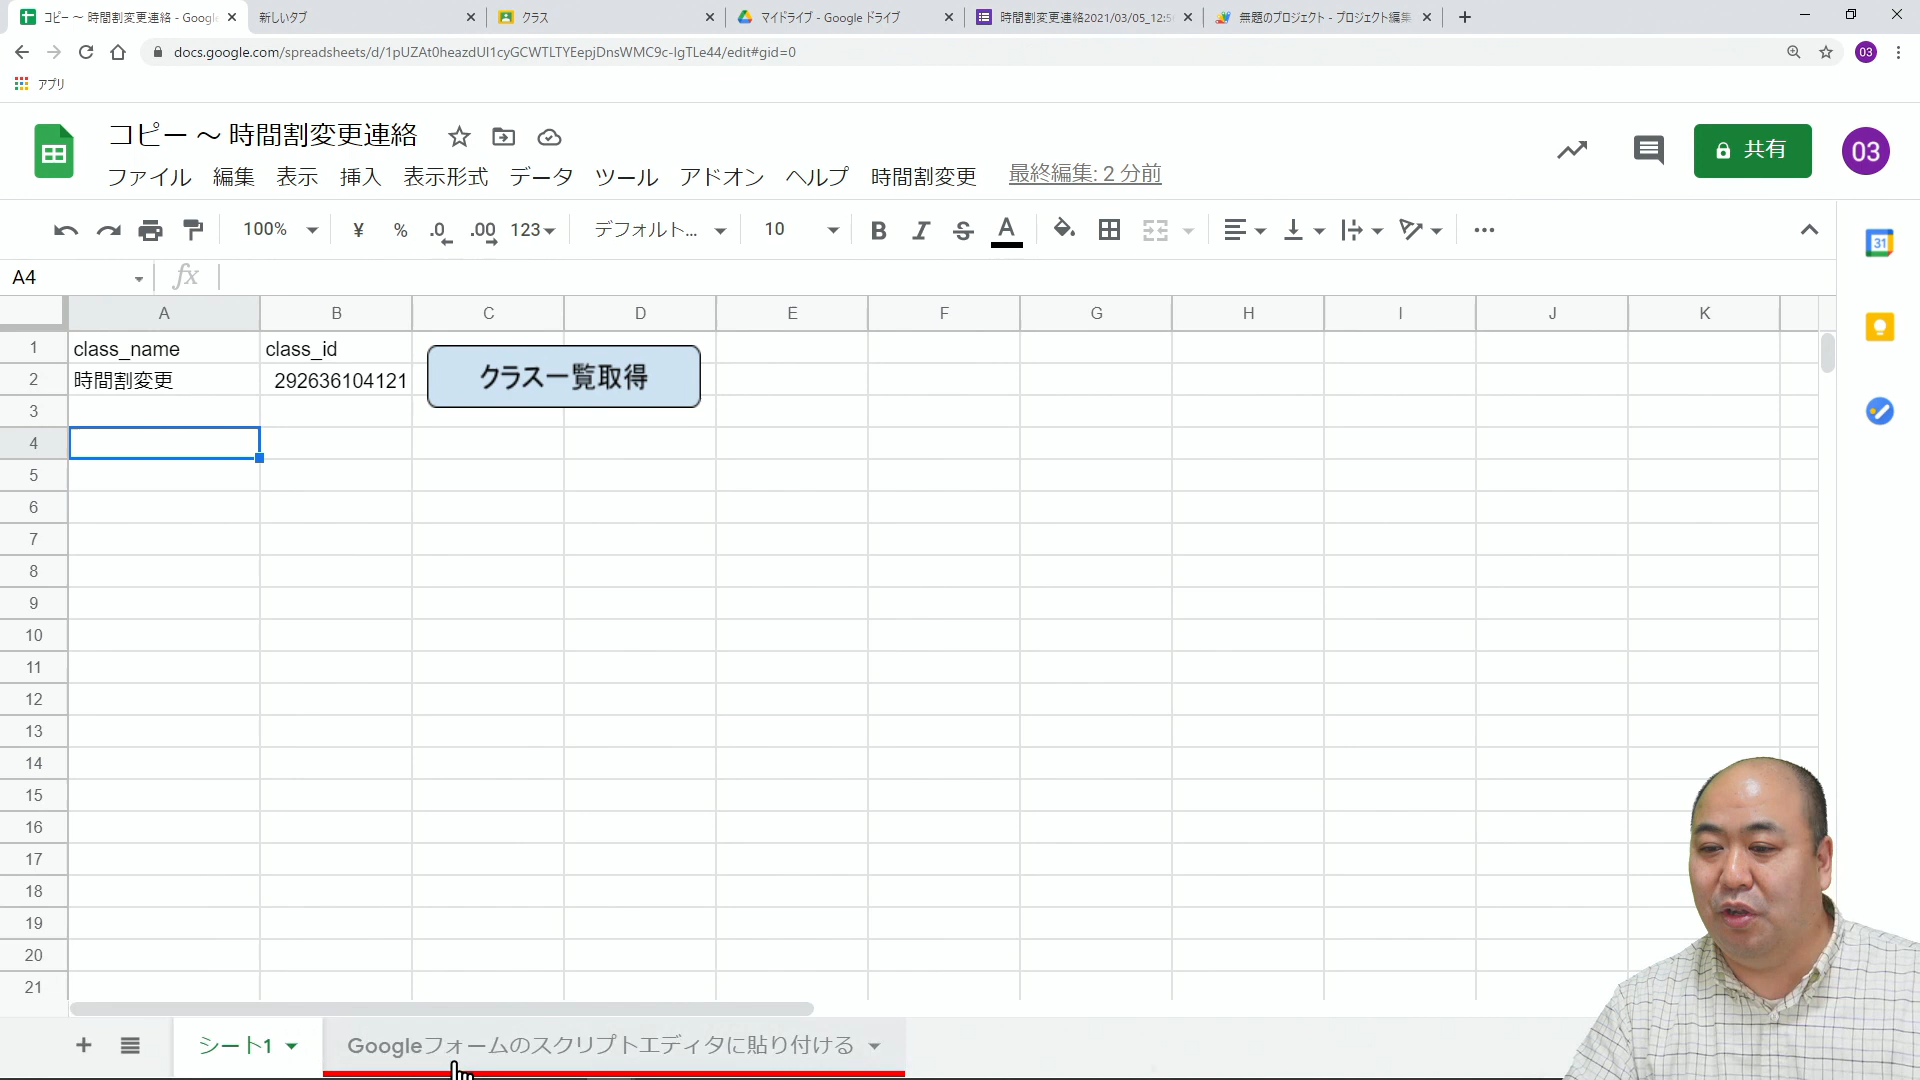 コピー ～ 時間割変更連絡 - Googl
新しいタブ
クラス
マイドライブ - Google ドライブ
時間割変更連絡2021/03/05_12:5
無題のプロジェクト - プロジェクト編集
docs.google.com/spreadsheets/d/1pUZAt0heazdUI1cyGCWTLTYEepjDnsWMC9c-IgTLe44/edit#gid=0
03
アプリ
コピー ～ 時間割変更連絡
共有
03
ファイル 編集 表示 挿入 表示形式 データ ツール アドオン ヘルプ 時間割変更 最終編集: 2 分前
100% ¥ % .0 .00 123 デフォルト... 10 B I S A
31
A4 fx
A B C D E F G H I J K
1 class_name class_id
クラス一覧取得
2 時間割変更 292636104121
3
4
5
6
7
8
9
10
11
12
13
14
15
16
17
18
19
20
21
シート1 Googleフォームのスクリプトエディタに貼り付ける